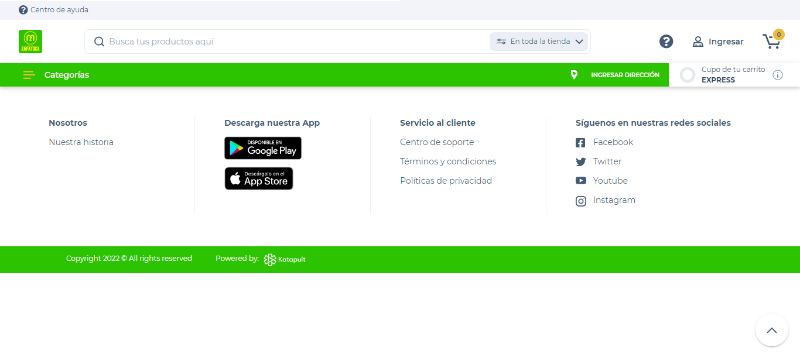 Centro de ayuda
Busca tus productos aquí
En toda la tienda
Ingresar
0
Categorías
INGRESAR DIRECCIÓN
Cupo de tu carrito
EXPRESS
Nosotros
Nuestra historia
Descarga nuestra App
DISPONIBLE EN
Google Play
Descárgalo en el
App Store
Servicio al cliente
Centro de soporte
Términos y condiciones
Políticas de privacidad
Síguenos en nuestras redes sociales
Facebook
Twitter
Youtube
Instagram
Copyright 2022 © All rights reserved
Powered by:
Katapult